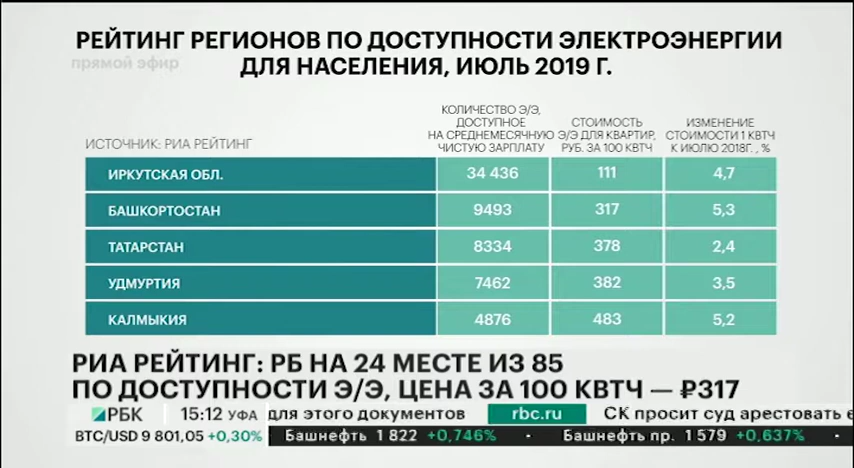 РЕЙТИНГ РЕГИОНОВ ПО ДОСТУПНОСТИ ЭЛЕКТРОЭНЕРГИИ
ДЛЯ НАСЕЛЕНИЯ, ИЮЛЬ 2019 Г.
прямой эфир
ИСТОЧНИК: РИА РЕЙТИНГ
КОЛИЧЕСТВО Э/Э,
ДОСТУПНОЕ
НА СРЕДНЕМЕСЯЧНУЮ
ЧИСТУЮ ЗАРПЛАТУ
СТОИМОСТЬ
Э/Э ДЛЯ КВАРТИР,
РУБ. ЗА 100 КВТЧ
ИЗМЕНЕНИЕ
СТОИМОСТИ 1 КВТЧ
К ИЮЛЮ 2018Г. , %
ИРКУТСКАЯ ОБЛ. 34 436 111 4,7
БАШКОРТОСТАН 9493 317 5,3
ТАТАРСТАН 8334 378 2,4
УДМУРТИЯ 7462 382 3,5
КАЛМЫКИЯ 4876 483 5,2
РИА РЕЙТИНГ: РБ НА 24 МЕСТЕ ИЗ 85
ПО ДОСТУПНОСТИ Э/Э, ЦЕНА ЗА 100 КВТЧ — ₽317
РБК 15:12 УФА для этого документов rbc.ru СК просит суд арестовать е
BTC/USD 9 801,05 +0,30% Башнефть 1 822 +0,746% · Башнефть пр. 1 579 +0,637% ·